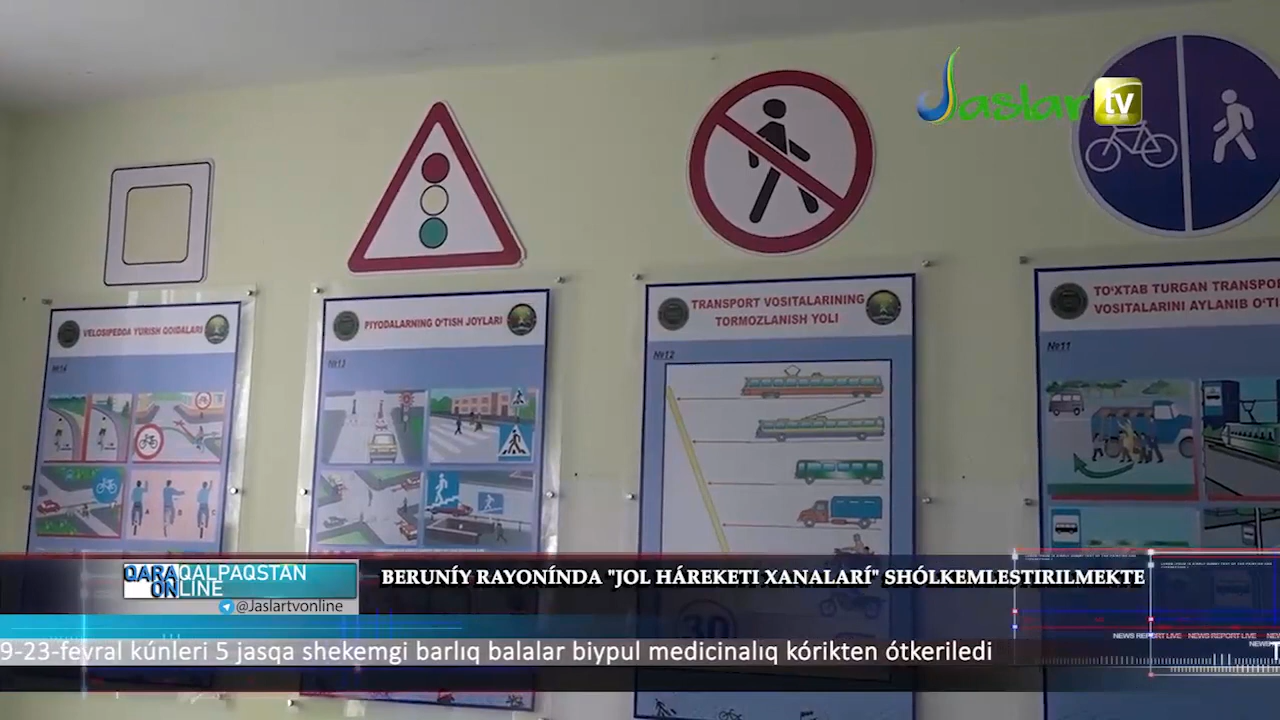 Jaslar tv
VELOSIPEDDA YURISH QOIDALARI
№14
PIYODALARNING O'TISH JOYLARI
№13
TRANSPORT VOSITALARINING
TORMOZLANISH YOLI
№12
TO'XTAB TURGAN TRANSPO
VOSITALARINI AYLANIB O'TI
№11
A
B
C
30
QARAQALPAQSTAN
ONLINE
@Jaslartvonline
BERUNÍY RAYONÍNDA "JOL HÁREKETI XANALARÍ" SHÓLKEMLESTIRILMEKTE
NEWS REPORT LIVE NEWS REPORT LIVE
9-23-fevral kúnleri 5 jasqa shekemgi barlıq balalar biypul medicinalıq kórikten ótkeriledi